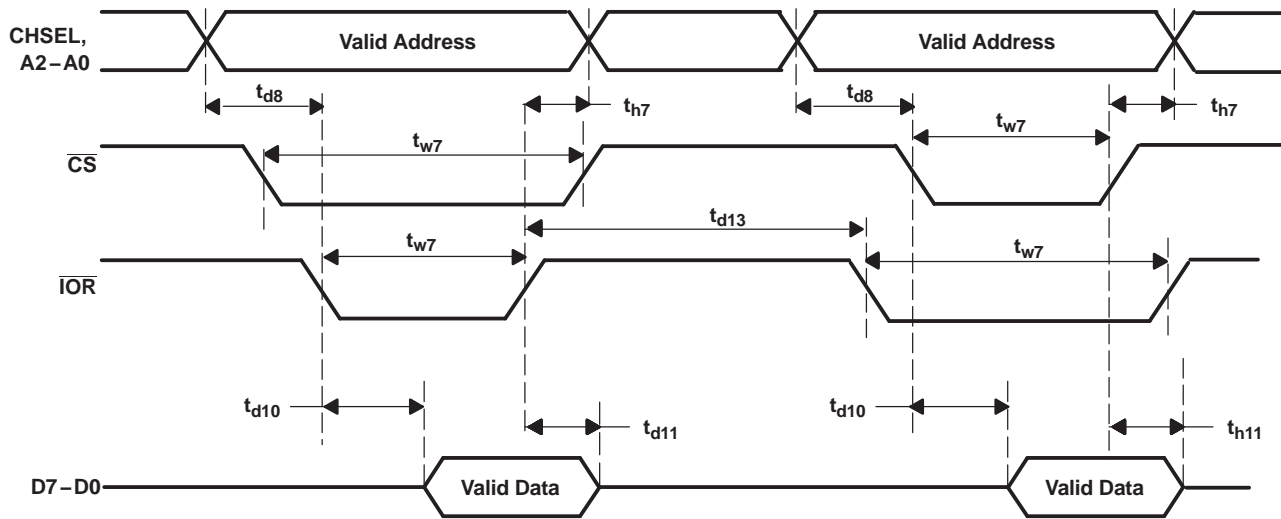 CHSEL,
A2–A0
Valid Address
Valid Address
td8
th7
td8
th7
CS
tw7
tw7
td13
IOR
tw7
tw7
td10
td11
td10
th11
D7–D0
Valid Data
Valid Data